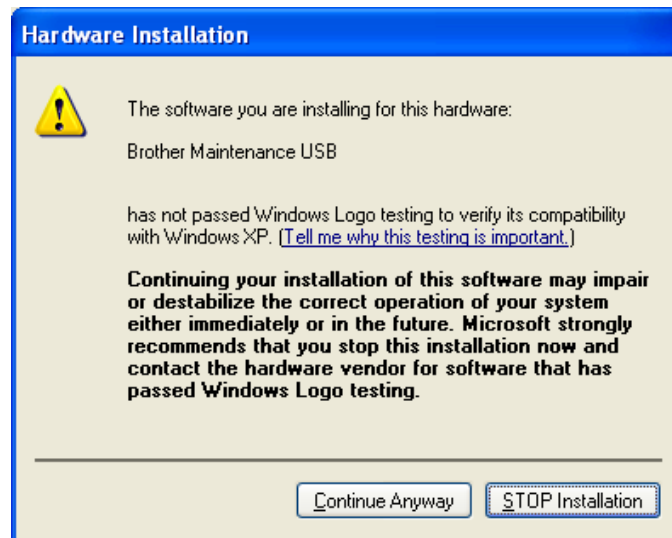 Hardware Installation
The software you are installing for this hardware:
Brother Maintenance USB
has not passed Windows Logo testing to verify its compatibility
with Windows XP. (Tell me why this testing is important.)
Continuing your installation of this software may impair
or destabilize the correct operation of your system
either immediately or in the future. Microsoft strongly
recommends that you stop this installation now and
contact the hardware vendor for software that has
passed Windows Logo testing.
Continue Anyway
STOP Installation